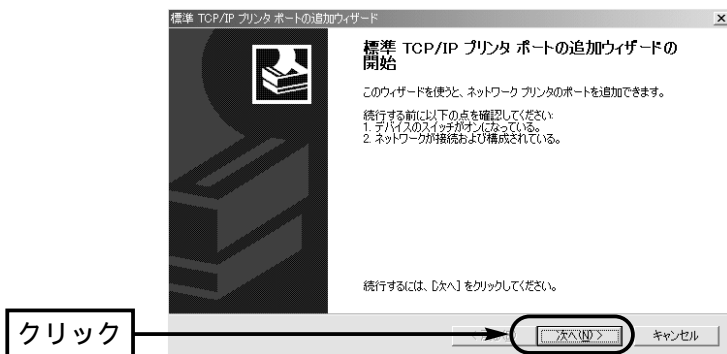 標準 TCP/IP プリンタ ポートの追加ウィザード
標準 TCP/IP プリンタ ポートの追加ウィザードの
開始
このウィザードを使うと、ネットワーク プリンタのポートを追加できます。
続行する前に以下の点を確認してください:
1. デバイスのスイッチがオンになっている。
2. ネットワークが接続および構成されている。
続行するには、[次へ] をクリックしてください。
クリック
次へ(N) >
キャンセル